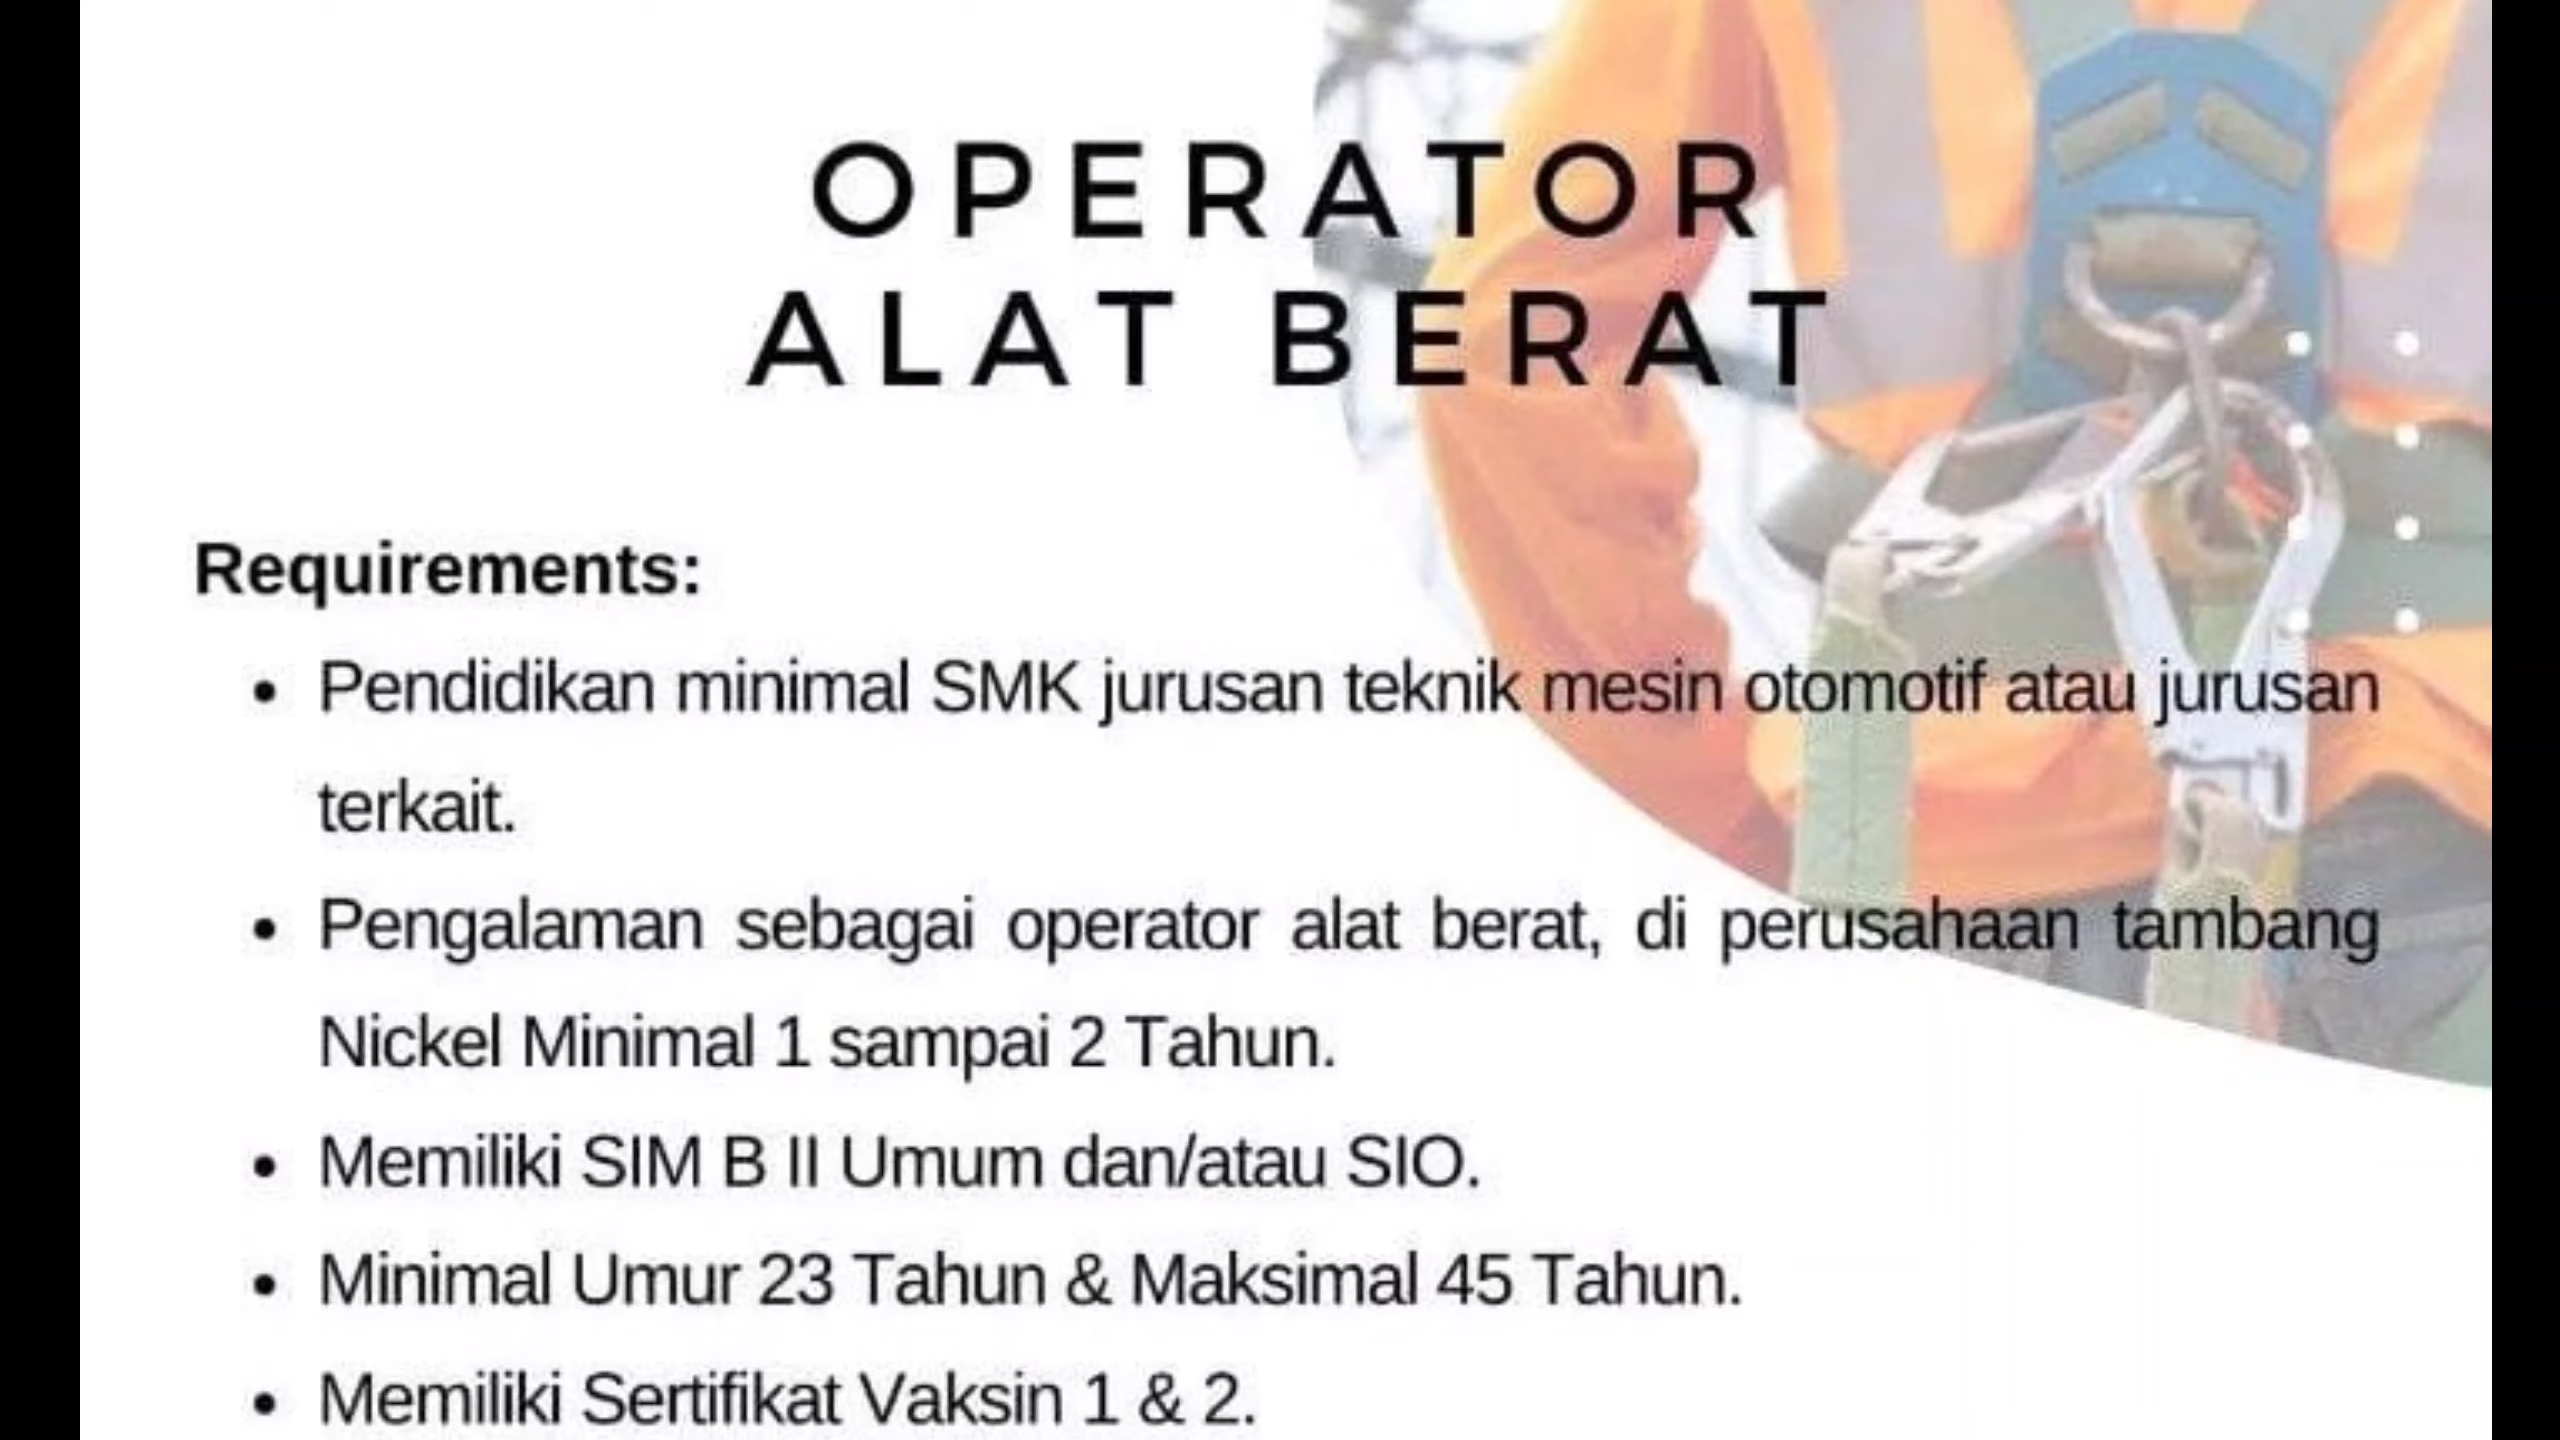 OPERATOR
ALAT BERAT
Requirements:
• Pendidikan minimal SMK jurusan teknik mesin otomotif atau jurusan
terkait.
• Pengalaman sebagai operator alat berat, di perusahaan tambang
Nickel Minimal 1 sampai 2 Tahun.
• Memiliki SIM B II Umum dan/atau SIO.
• Minimal Umur 23 Tahun & Maksimal 45 Tahun.
• Memiliki Sertifikat Vaksin 1 & 2.